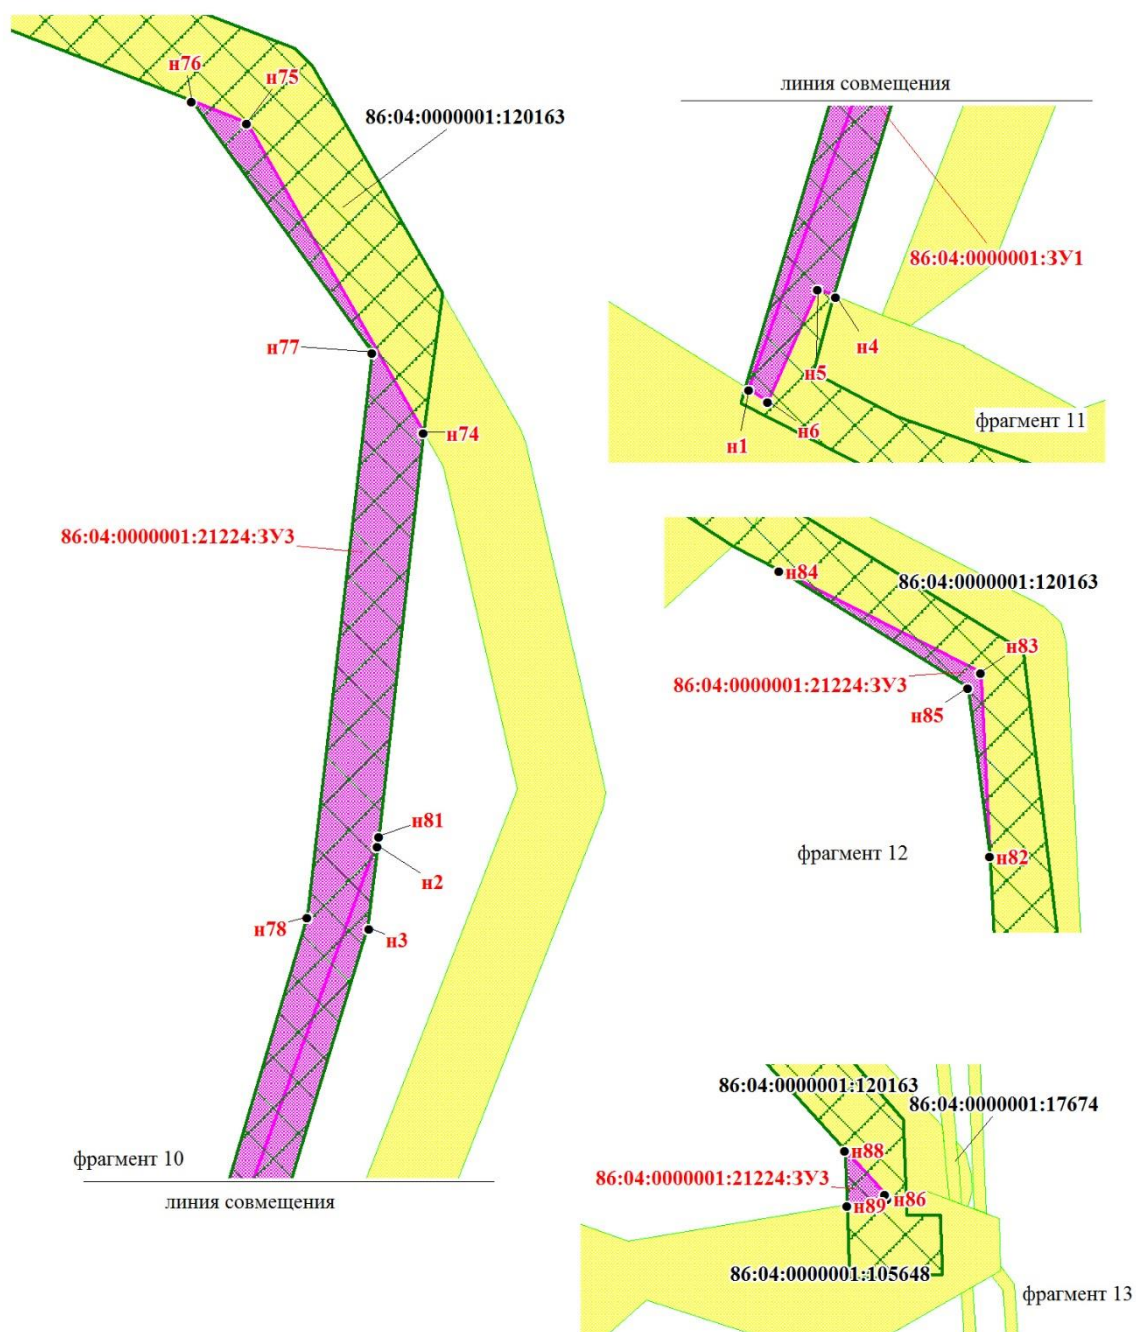 н76
н75
86:04:0000001:120163
н77
н74
86:04:0000001:21224:ЗУ3
н81
н2
н78
н3
фрагмент 10
линия совмещения
линия совмещения
86:04:0000001:ЗУ1
н4
н5
н6
н1
фрагмент 11
н84
86:04:0000001:120163
н83
86:04:0000001:21224:ЗУ3
н85
фрагмент 12
н82
86:04:0000001:120163
86:04:0000001:17674
н88
86:04:0000001:21224:ЗУ3
н89
н86
86:04:0000001:105648
фрагмент 13